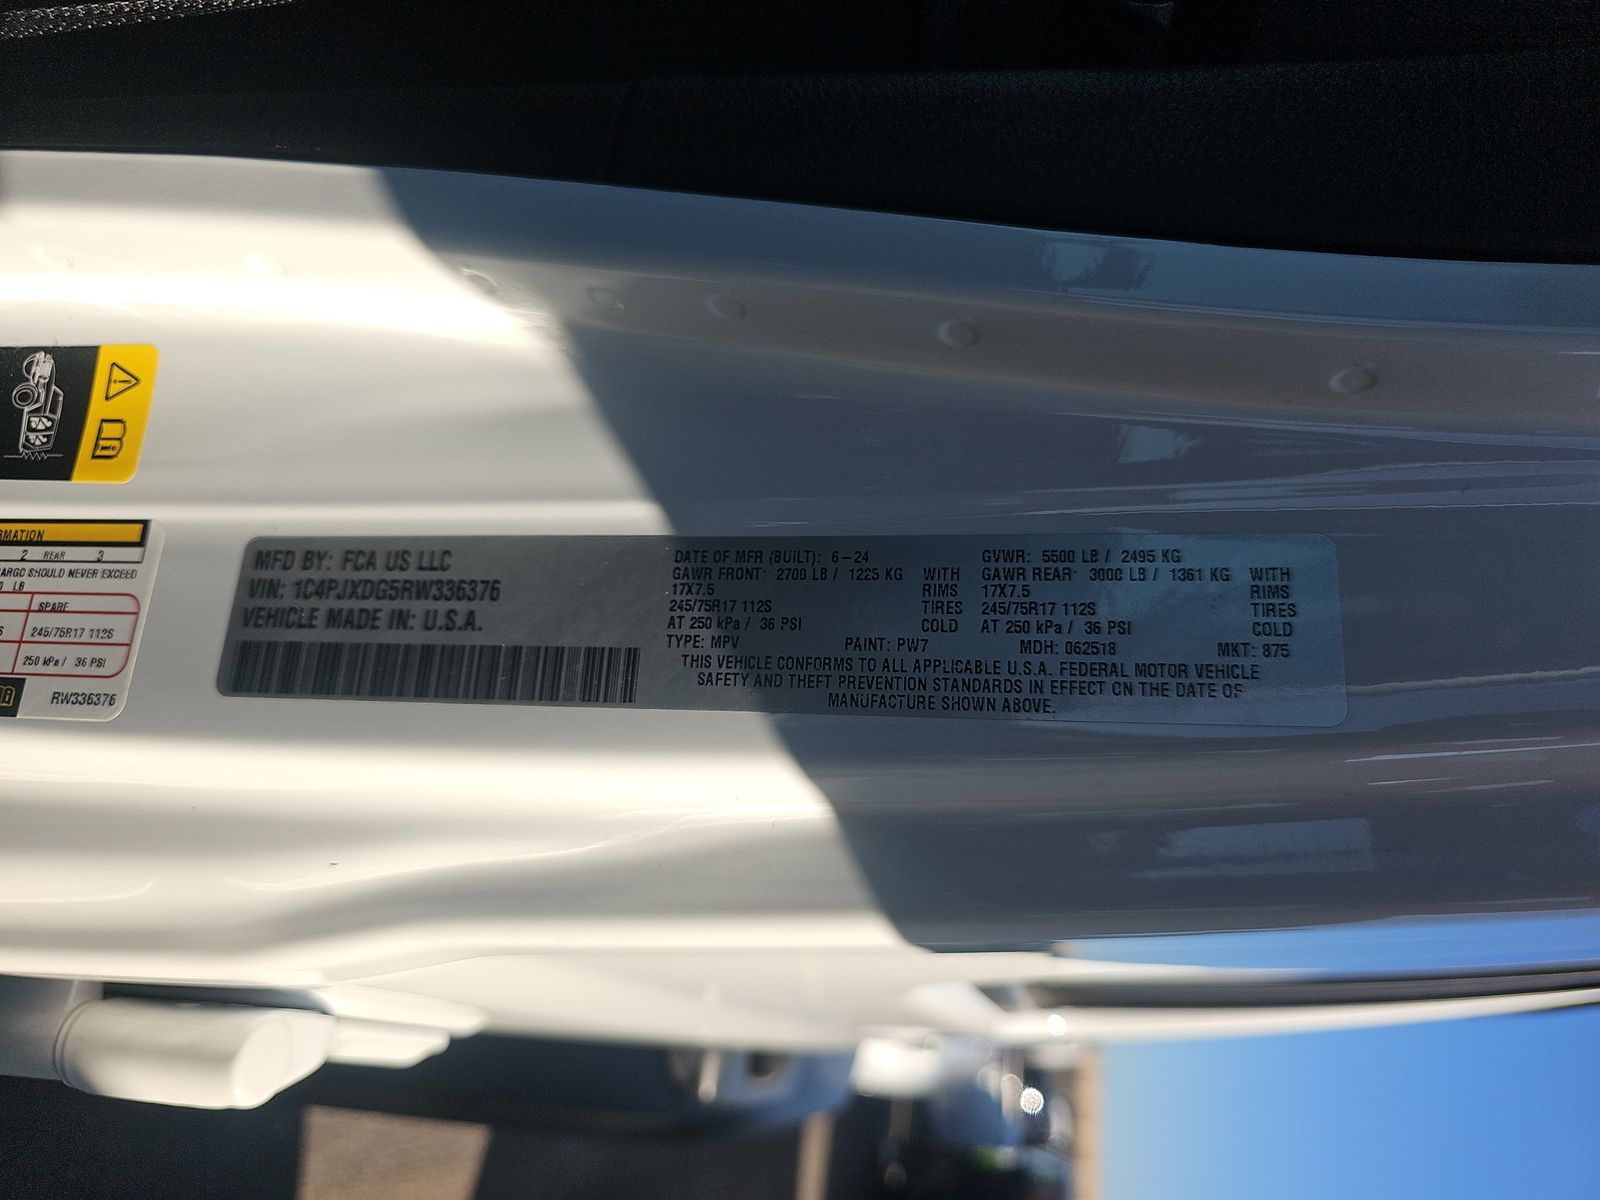 RMATION
2 REAR 3
ARGO SHOULD NEVER EXCEED
LB
SPARE
245/75R17 112S
250 kPa / 36 PSI
RW336376
MFD BY: FCA US LLC
VIN: 1C4PJXDG5RW336376
VEHICLE MADE IN: U.S.A.
DATE OF MFR (BUILT): 6-24 GVWR: 5500 LB / 2495 KG
GAWR FRONT: 2700 LB / 1225 KG WITH GAWR REAR: 3000 LB / 1361 KG WITH
17X7.5 RIMS 17X7.5 RIMS
245/75R17 112S TIRES 245/75R17 112S TIRES
AT 250 kPa / 36 PSI COLD AT 250 kPa / 36 PSI COLD
TYPE: MPV PAINT: PW7 MDH: 062518 MKT: 875
THIS VEHICLE CONFORMS TO ALL APPLICABLE U.S.A. FEDERAL MOTOR VEHICLE
SAFETY AND THEFT PREVENTION STANDARDS IN EFFECT ON THE DATE OF
MANUFACTURE SHOWN ABOVE.